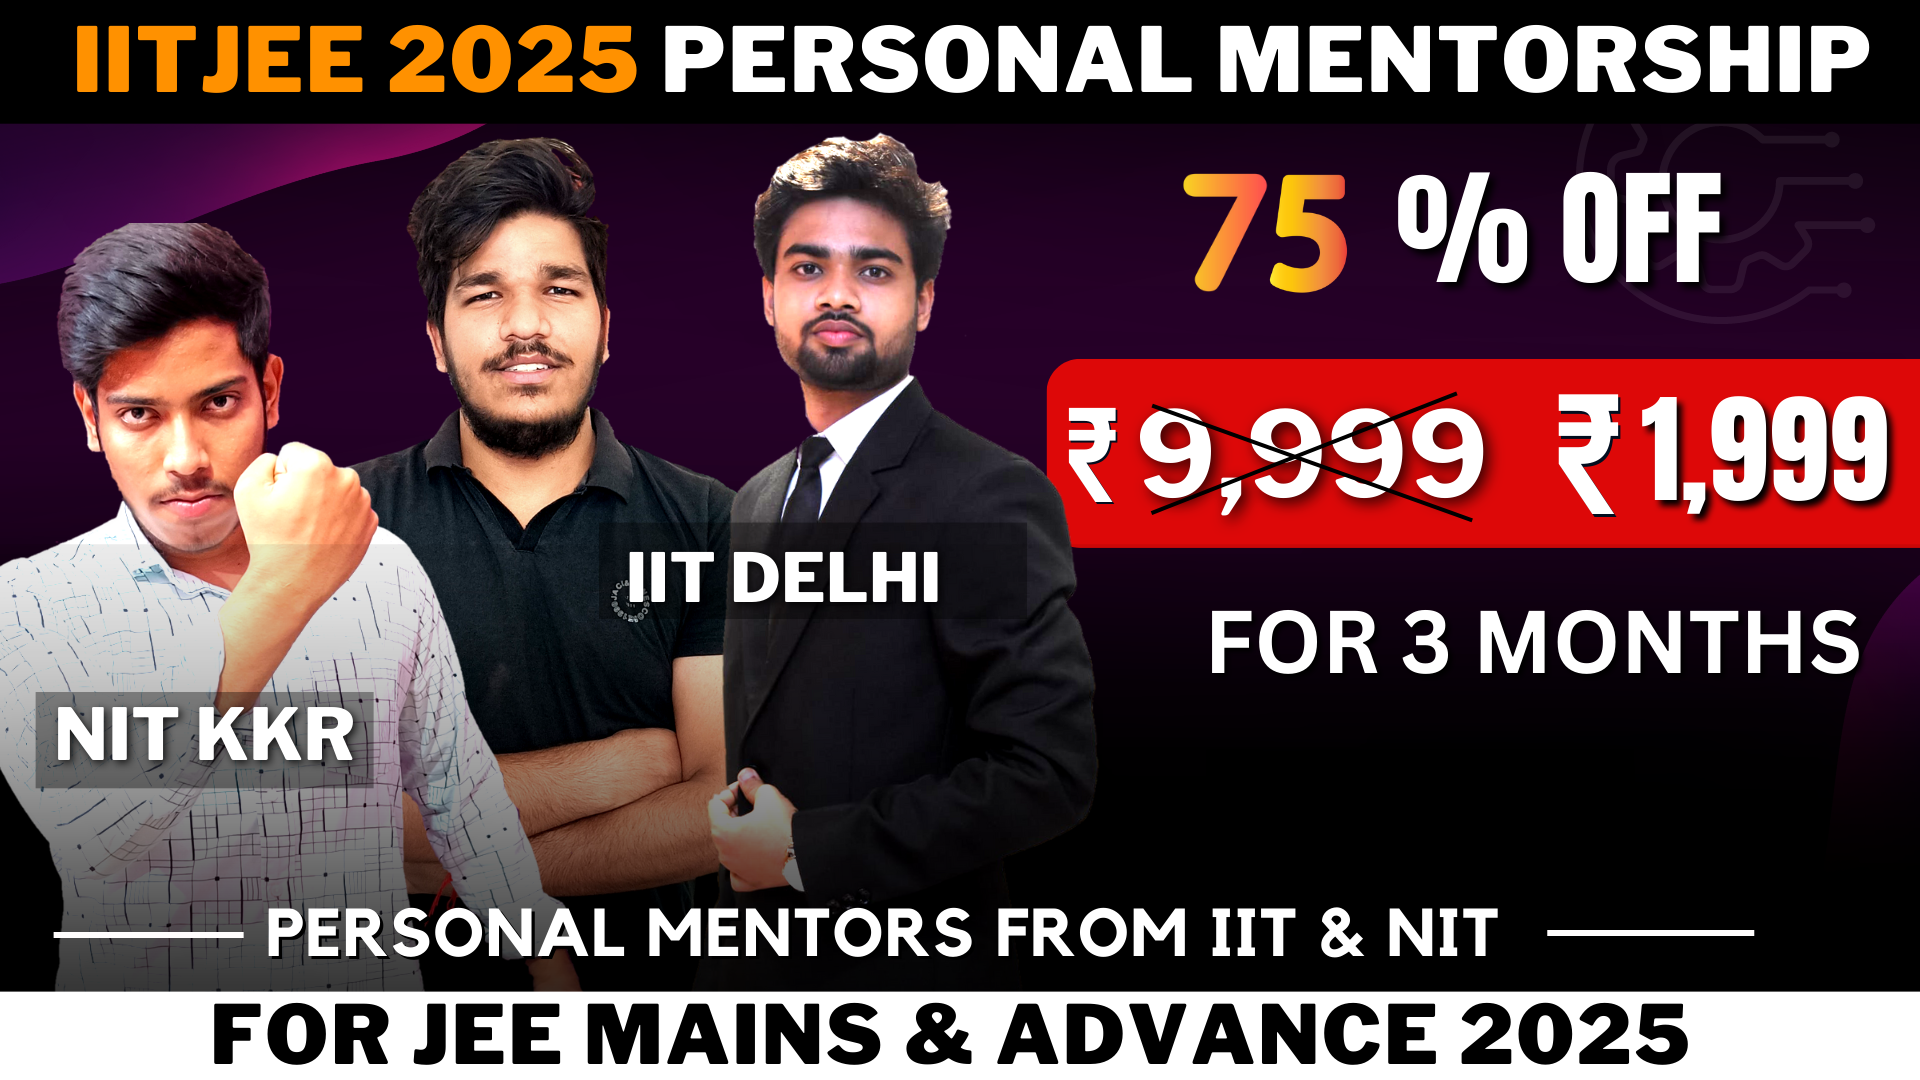 IITJEE 2025 PERSONAL MENTORSHIP
75 % OFF
₹ 9,999 ₹ 1,999
FOR 3 MONTHS
IIT DELHI
NIT KKR
PERSONAL MENTORS FROM IIT & NIT
FOR JEE MAINS & ADVANCE 2025